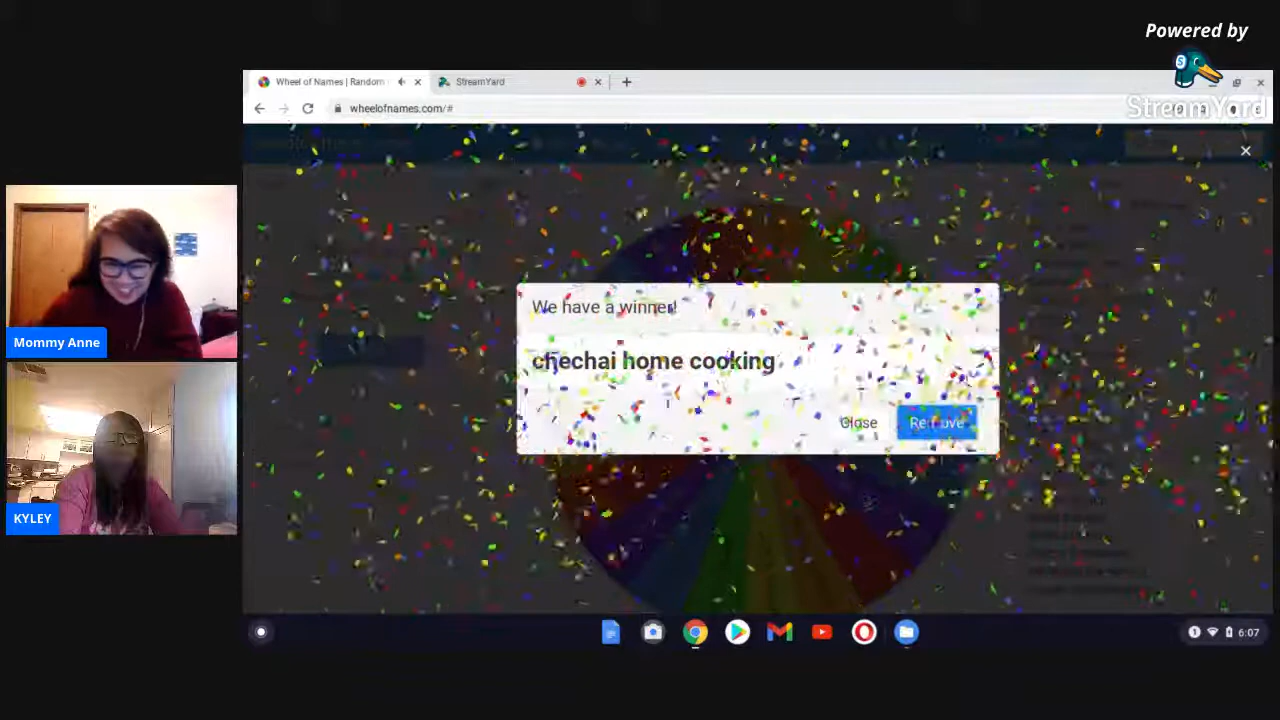 Powered by
StreamYard
Wheel of Names | Random
StreamYard
wheelofnames.com/#
We have a winner!
chechai home cooking
Close
Remove
Mommy Anne
KYLEY
1
6:07